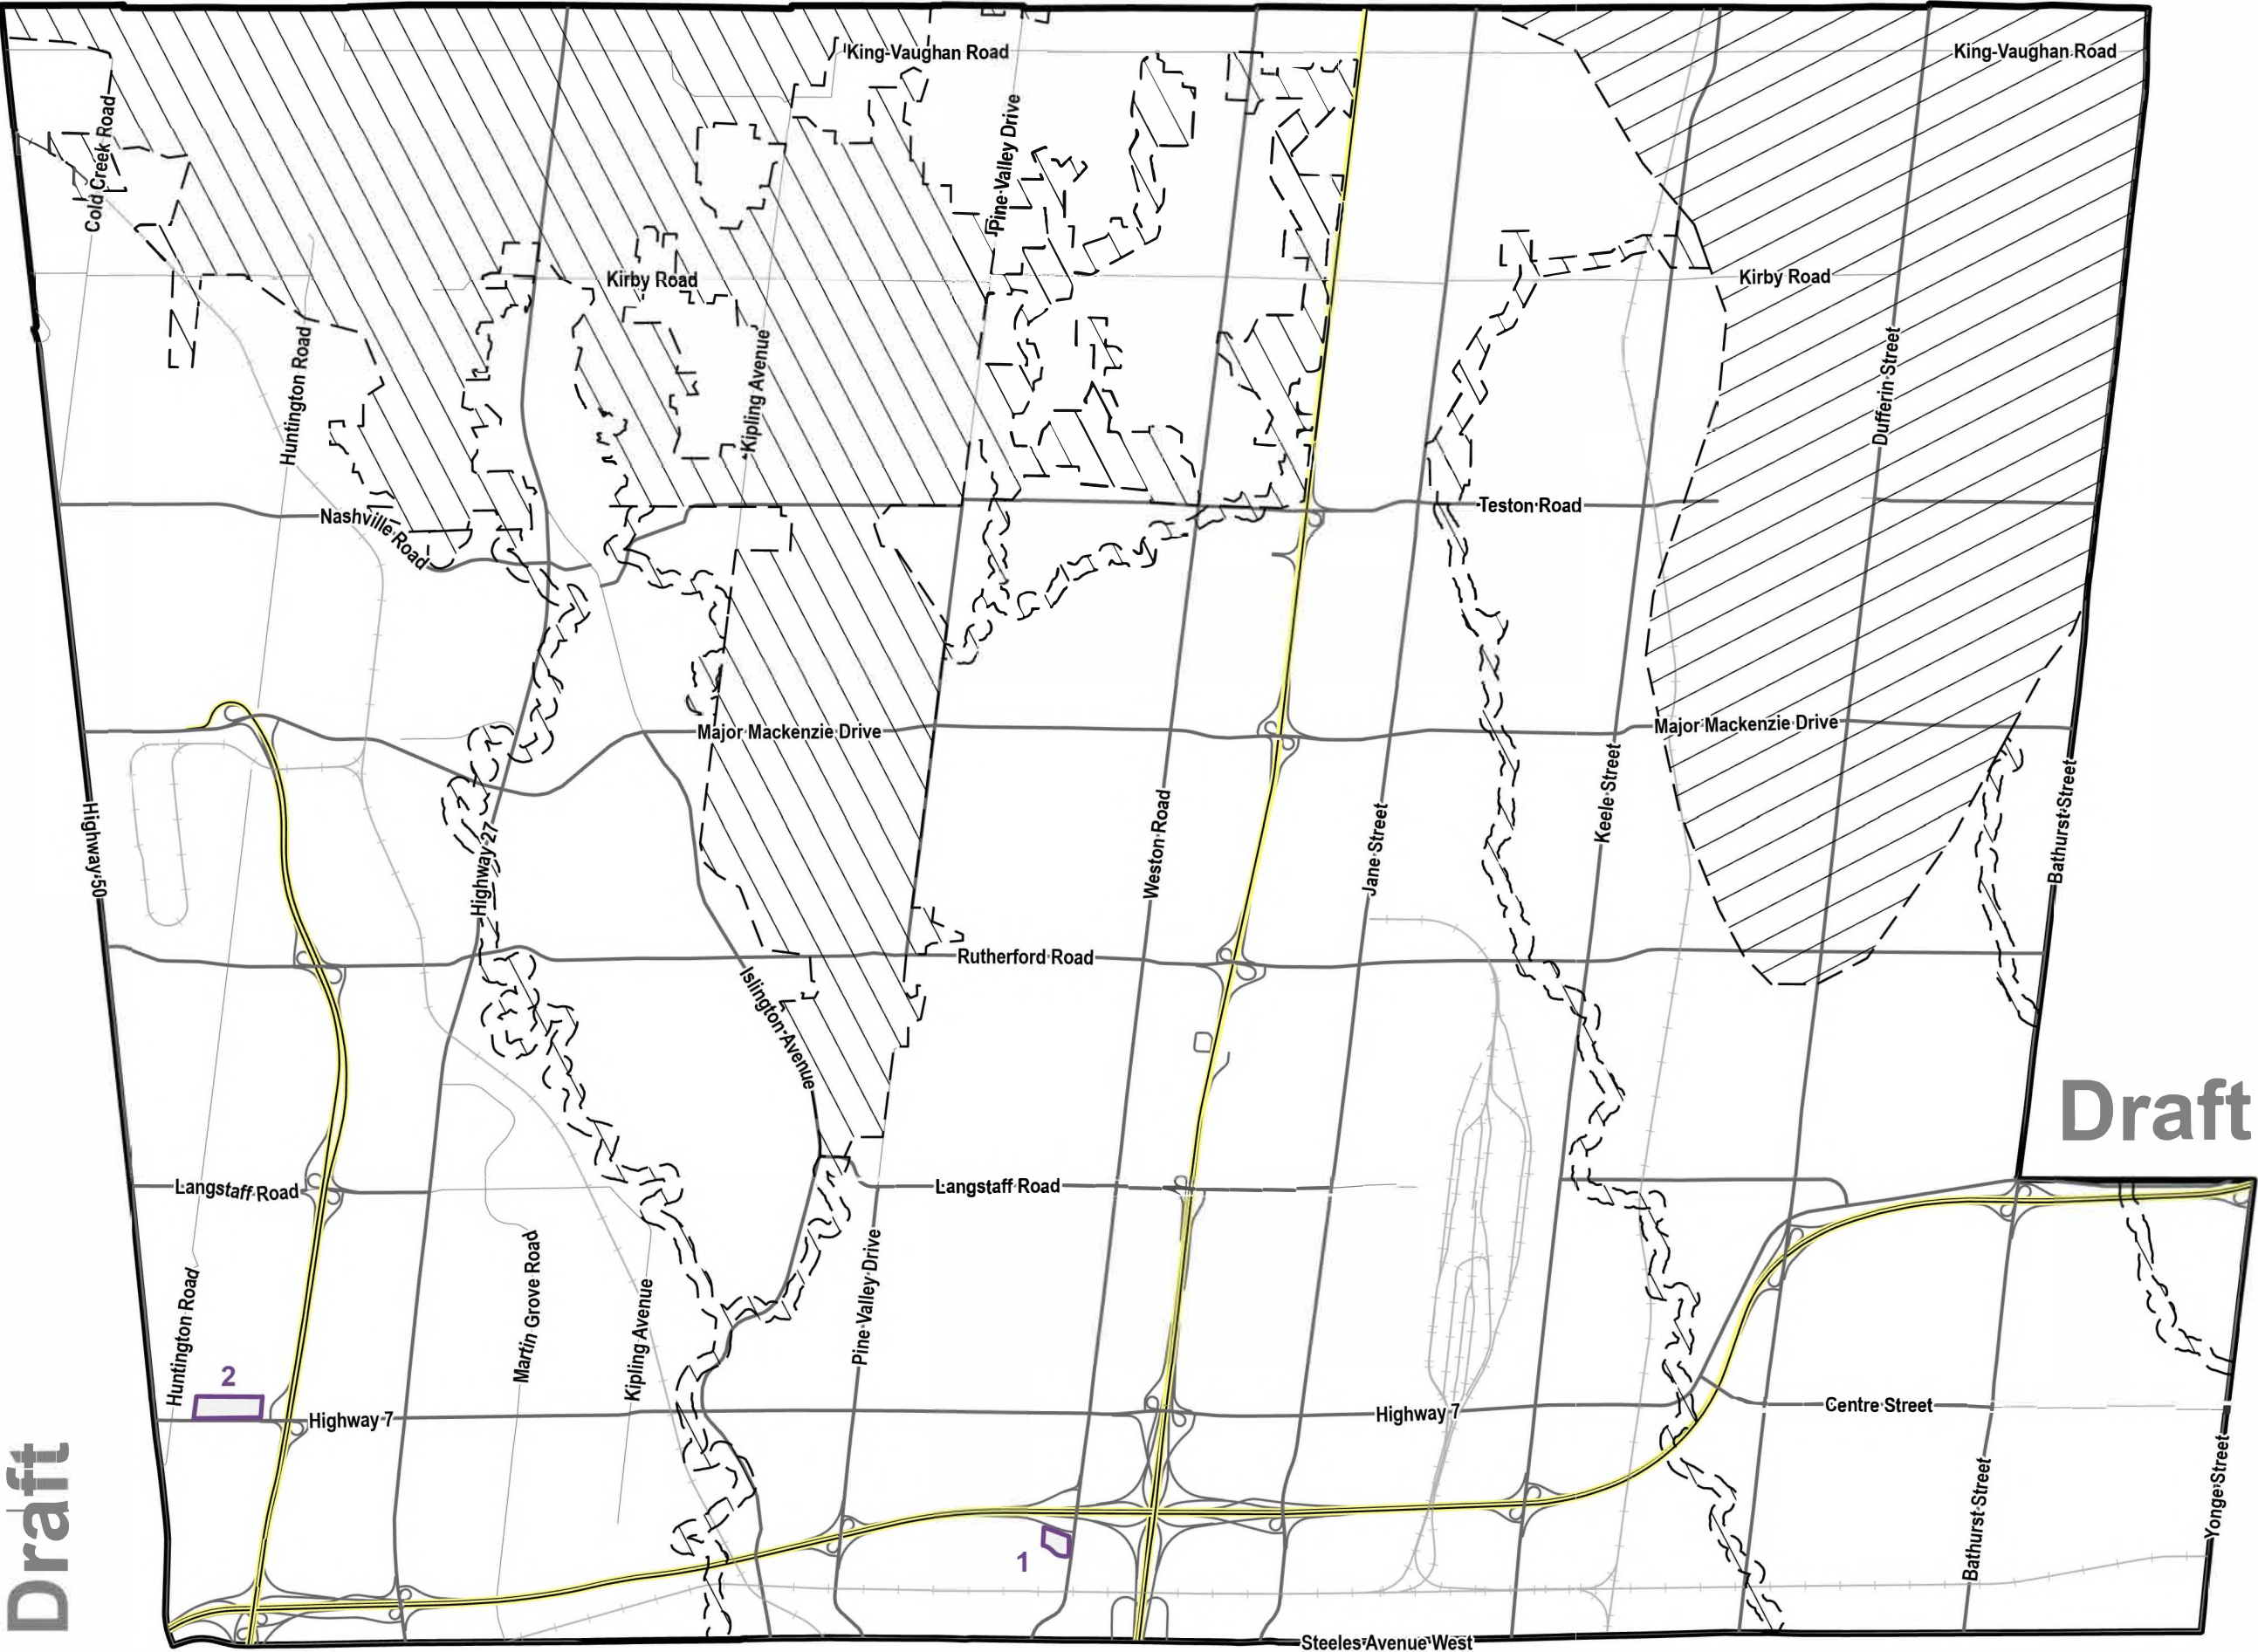 King-Vaughan Road
King-Vaughan Road
Cold Creek Road
Pine Valley Drive
Kirby Road
Kirby Road
Huntington Road
Kipling Avenue
Dufferin Street
Nashville Road
Teston Road
Major Mackenzie Drive
Major Mackenzie Drive
Highway 50
Highway 27
Weston Road
Jane Street
Keele Street
Bathurst Street
Rutherford Road
Islington Avenue
Draft
Langstaff Road
Langstaff Road
Huntington Road
Martin Grove Road
Kipling Avenue
Pine Valley Drive
2
Highway 7
Highway 7
Centre Street
Draft
1
Bathurst Street
Yonge Street
Steeles Avenue West